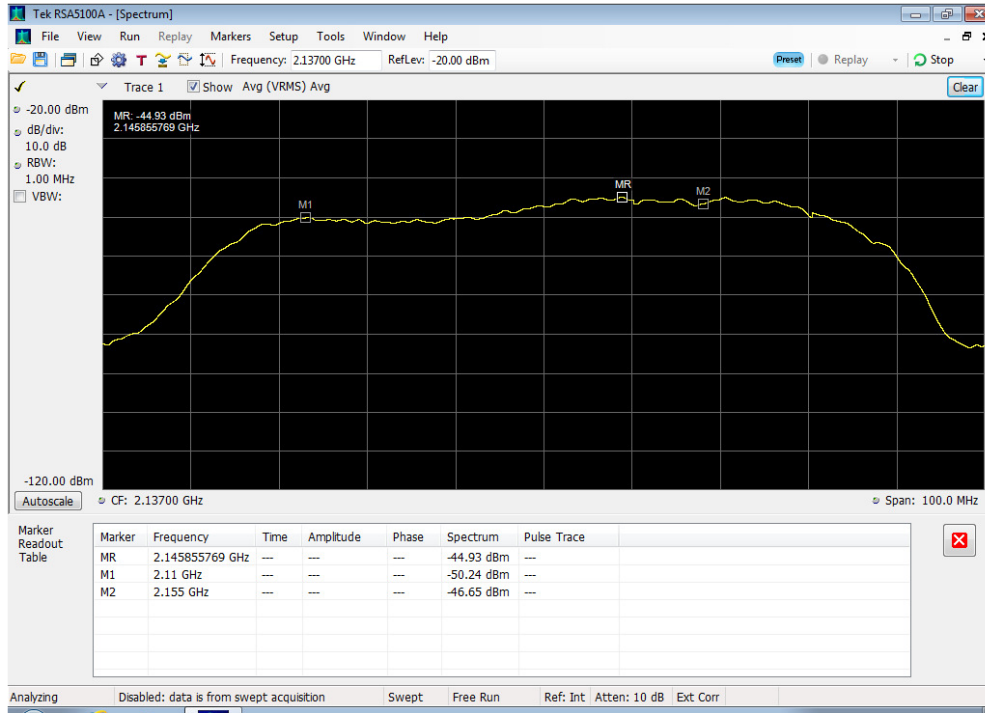 Tek RSA5100A - [Spectrum]
File View Run Replay Markers Setup Tools Window Help
T Frequency: 2.13700 GHz RefLev: -20.00 dBm Preset Replay Stop
Trace 1 Show Avg (VRMS) Avg Clear
-20.00 dBm
dB/div:
10.0 dB
RBW:
1.00 MHz
VBW:
MR: -44.93 dBm
2.145855769 GHz
MR
M2
M1
-120.00 dBm
Autoscale CF: 2.13700 GHz Span: 100.0 MHz
Marker
Readout
Table
Marker Frequency Time Amplitude Phase Spectrum Pulse Trace
MR 2.145855769 GHz --- --- --- -44.93 dBm ---
M1 2.11 GHz --- --- --- -50.24 dBm ---
M2 2.155 GHz --- --- --- -46.65 dBm ---
Analyzing Disabled: data is from swept acquisition Swept Free Run Ref: Int Atten: 10 dB Ext Corr